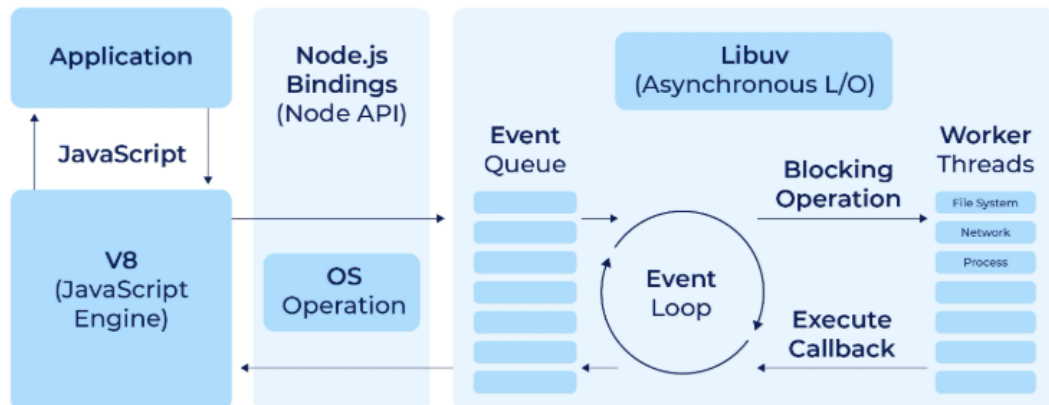 Application
JavaScript
V8
(JavaScript
Engine)
Node.js
Bindings
(Node API)
OS
Operation
Libuv
(Asynchronous L/O)
Event
Queue
Event
Loop
Blocking
Operation
Execute
Callback
Worker
Threads
File System
Network
Process